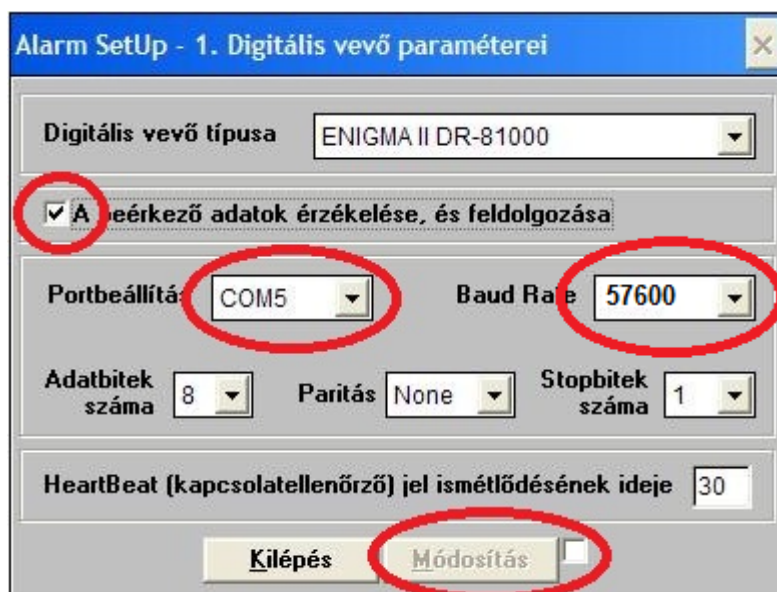 Alarm SetUp - 1. Digitális vevő paraméterei
Digitális vevő típusa ENIGMA II DR-81000
A beérkező adatok érzékelése, és feldolgozása
Portbeállítás COM5 Baud Rate 57600
Adatbitek száma 8 Paritás None Stopbitek száma 1
HeartBeat (kapcsolatellenőrző) jel ismétlődésének ideje 30
Kilépés Módosítás